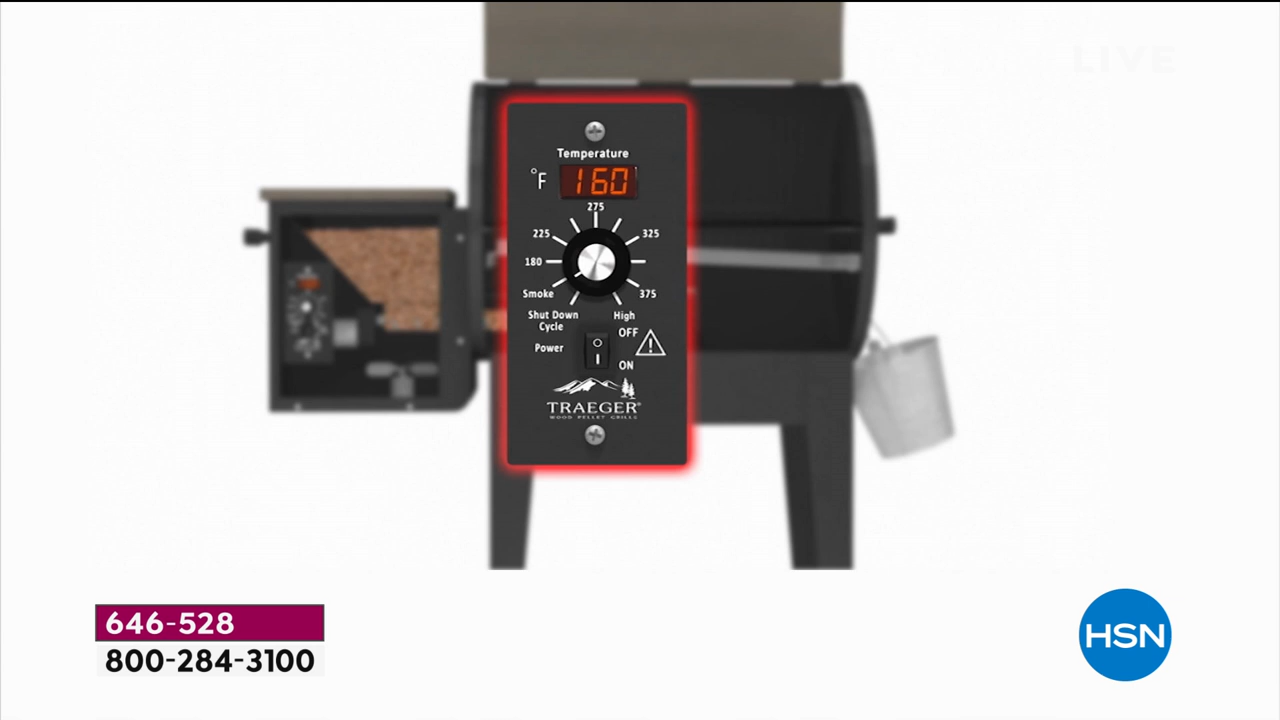 LIVE
Temperature
°F 160
275
225
325
180
Smoke
375
Shut Down
Cycle
High
OFF
Power
ON
TRAEGER®
WOOD PELLET GRILLS
646-528
800-284-3100
HSN